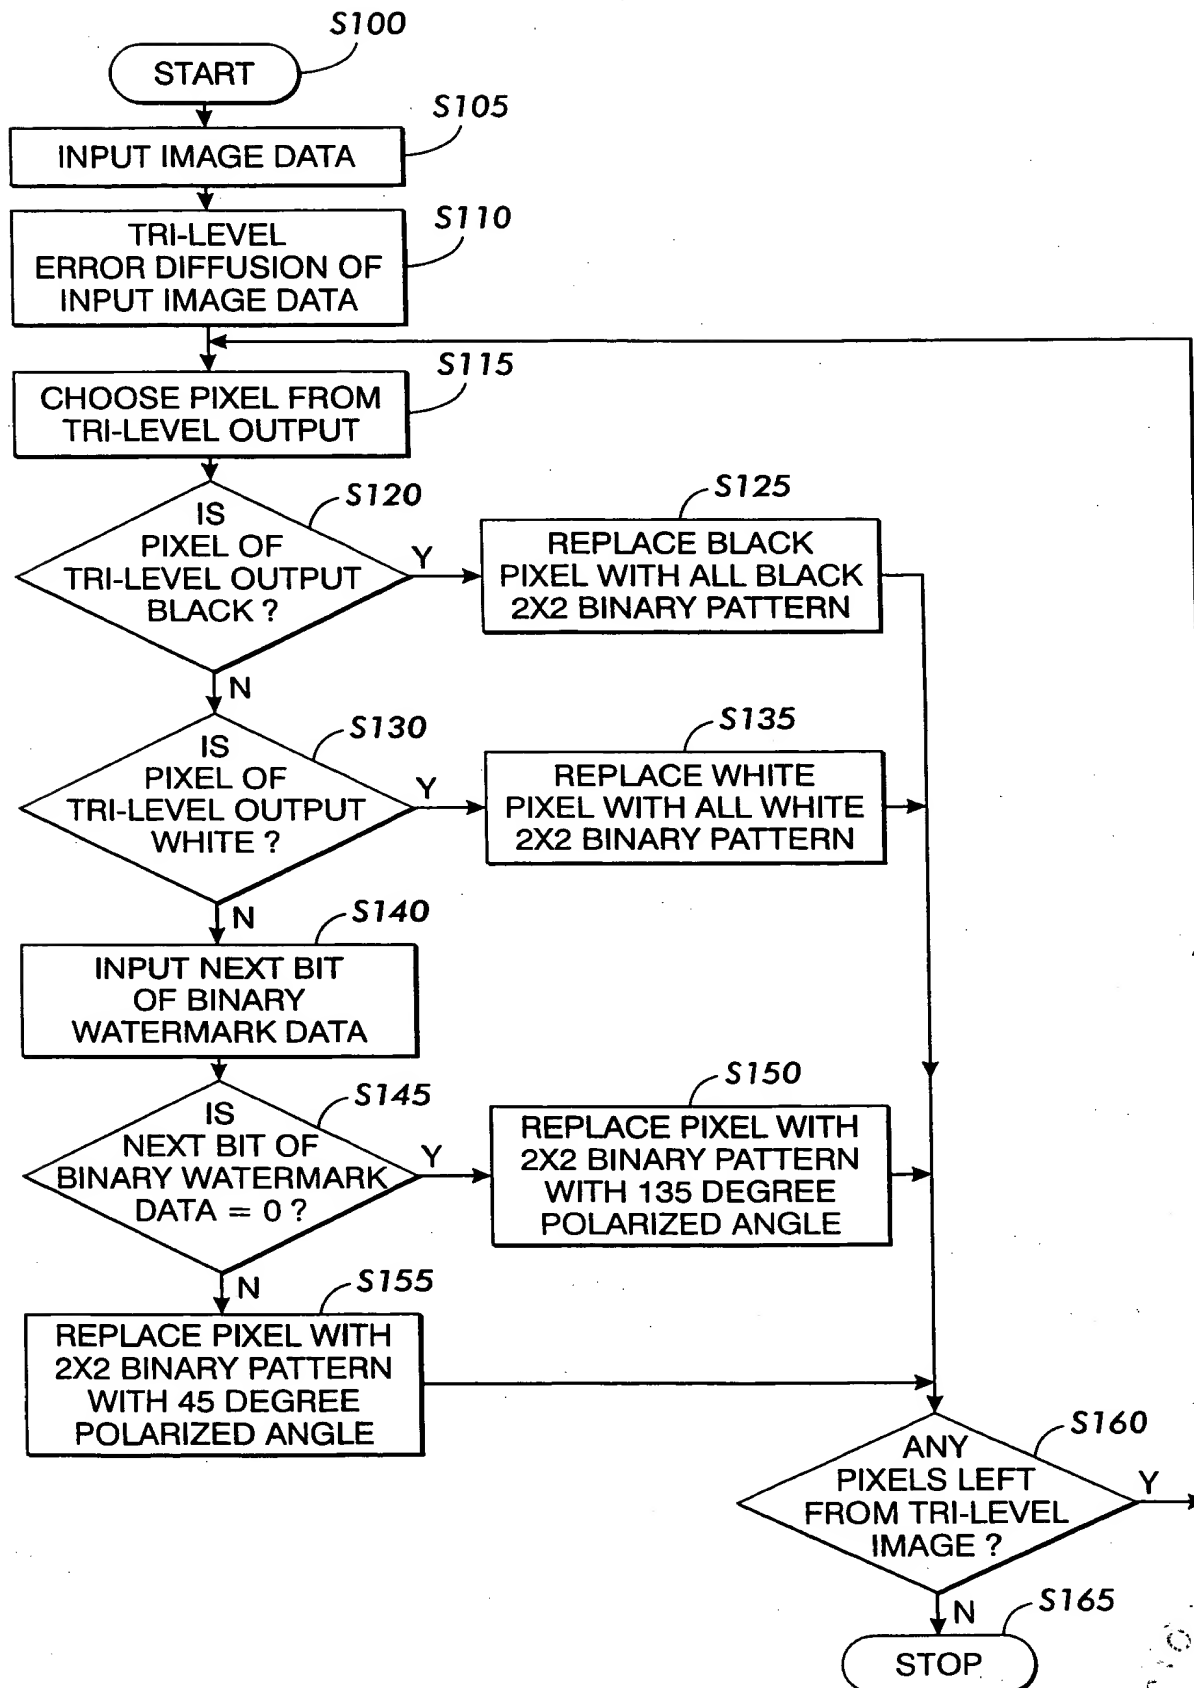 S100
START
S105
INPUT IMAGE DATA
S110
TRI-LEVEL
ERROR DIFFUSION OF
INPUT IMAGE DATA
S115
CHOOSE PIXEL FROM
TRI-LEVEL OUTPUT
S120
IS
PIXEL OF
TRI-LEVEL OUTPUT
BLACK ?
Y
S125
REPLACE BLACK
PIXEL WITH ALL BLACK
2X2 BINARY PATTERN
N
S130
IS
PIXEL OF
TRI-LEVEL OUTPUT
WHITE ?
Y
S135
REPLACE WHITE
PIXEL WITH ALL WHITE
2X2 BINARY PATTERN
N
S140
INPUT NEXT BIT
OF BINARY
WATERMARK DATA
S145
IS
NEXT BIT OF
BINARY WATERMARK
DATA = 0 ?
Y
S150
REPLACE PIXEL WITH
2X2 BINARY PATTERN
WITH 135 DEGREE
POLARIZED ANGLE
N
S155
REPLACE PIXEL WITH
2X2 BINARY PATTERN
WITH 45 DEGREE
POLARIZED ANGLE
S160
ANY
PIXELS LEFT
FROM TRI-LEVEL
IMAGE ?
Y
N
S165
STOP